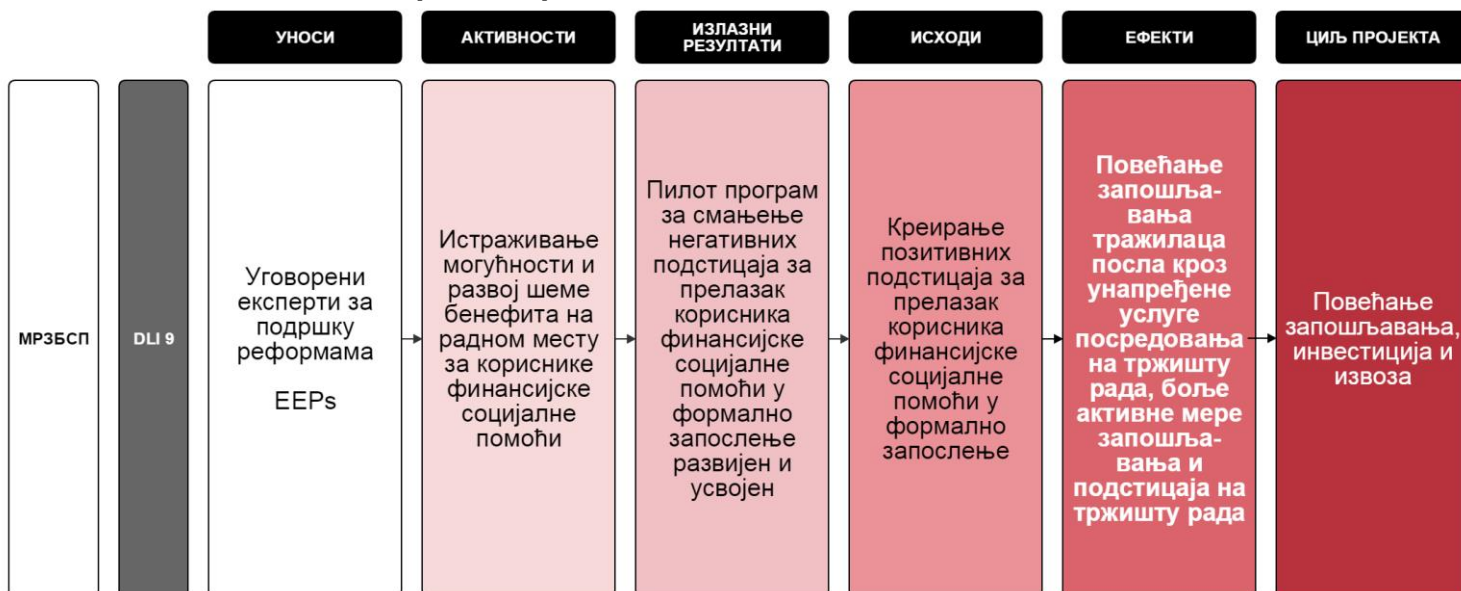 УНОСИ
АКТИВНОСТИ
ИЗЛАЗНИ
РЕЗУЛТАТИ
ИСХОДИ
ЕФЕКТИ
ЦИЉ ПРОЈЕКТА
МРЗБСП
DLI 9
Уговорени
експерти за
подршку
реформама
EEPs
Истраживање
могућности и
развој шеме
бенефита на
радном месту
за кориснике
финансијске
социјалне
помоћи
Пилот програм
за смањење
негативних
подстицаја за
прелазак
корисника
финансијске
социјалне
помоћи у
формално
запослење
развијен и
усвојен
Креирање
позитивних
подстицаја за
прелазак
корисника
финансијске
социјалне
помоћи у
формално
запослење
Повећање
запошља-
вања
тражилаца
посла кроз
унапређене
услуге
посредовања
на тржишту
рада, боље
активне мере
запошља-
вања и
подстицаја на
тржишту рада
Повећање
запошљавања,
инвестиција и
извоза